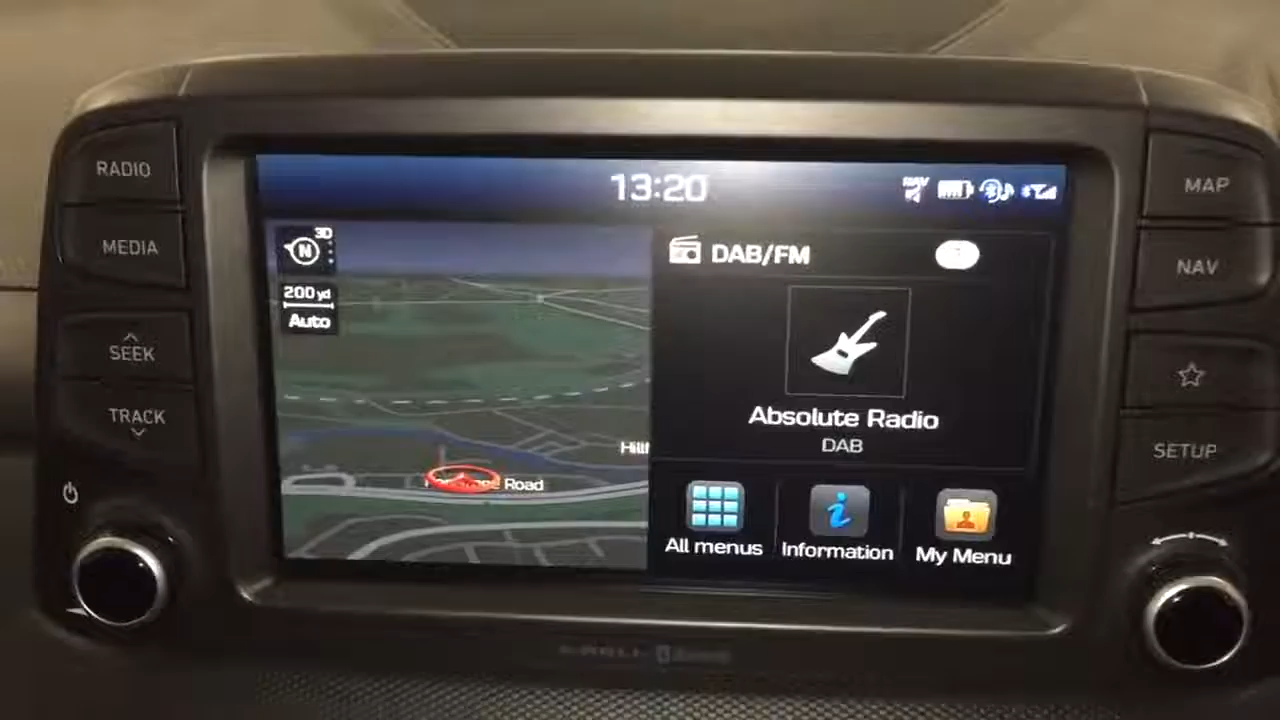 RADIO
MEDIA
SEEK
TRACK
13:20
NAV
3D
N
200 yd
Auto
Road
DAB/FM
Absolute Radio
DAB
All menus
Information
My Menu
MAP
NAV
SETUP